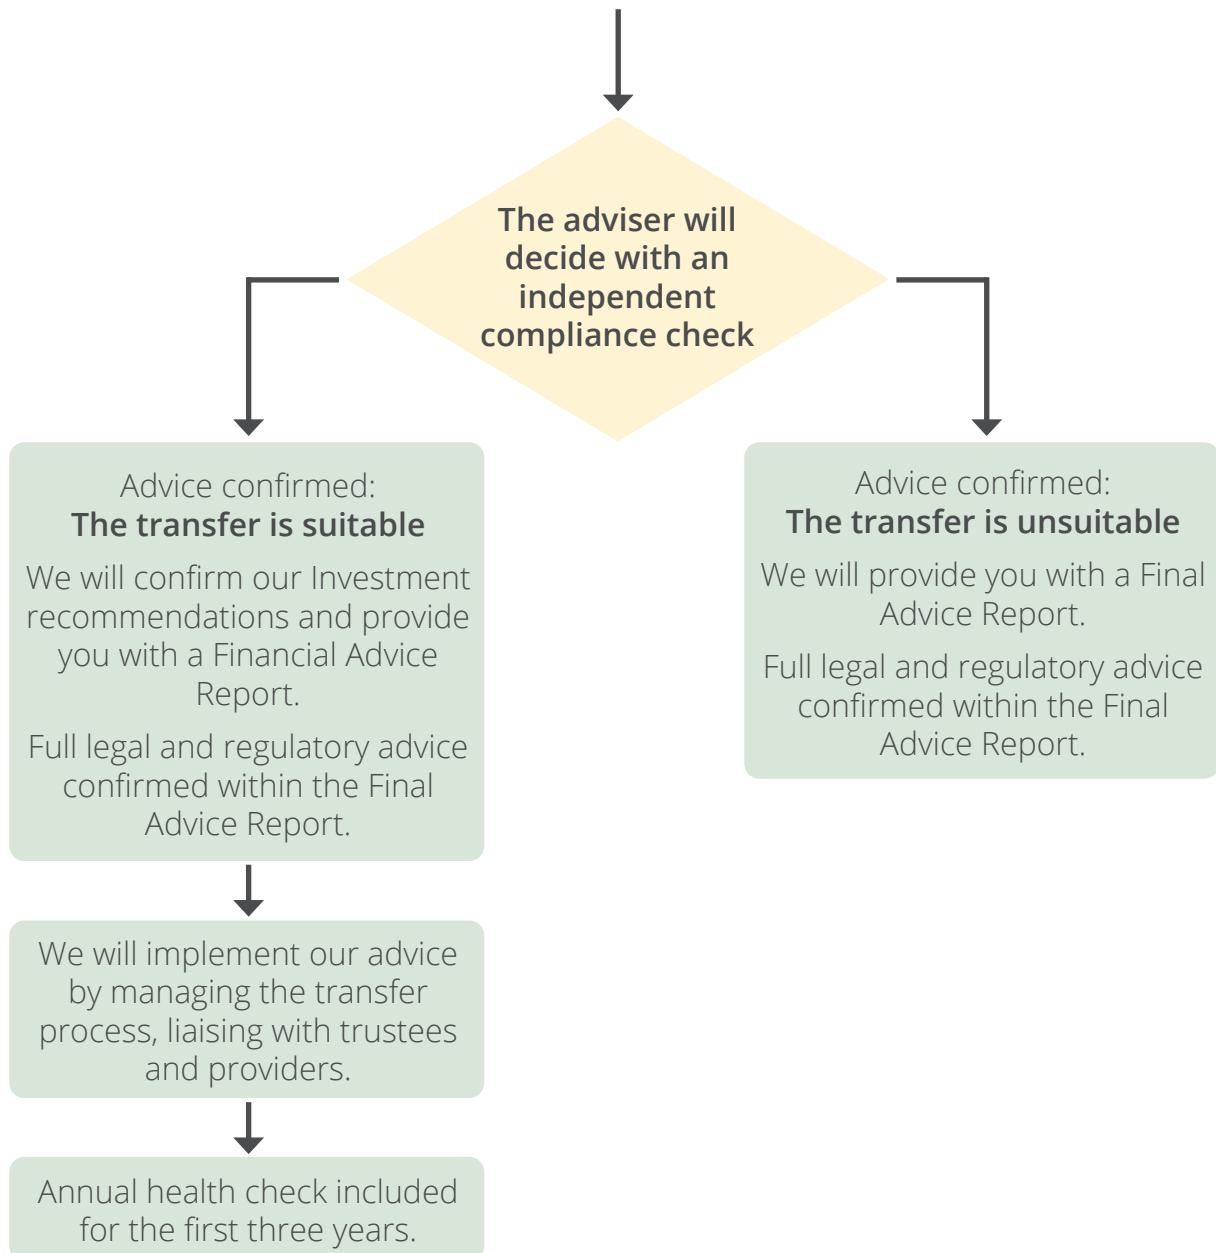 The adviser will
decide with an
independent
compliance check
Advice confirmed:
The transfer is suitable
We will confirm our Investment
recommendations and provide
you with a Financial Advice
Report.
Full legal and regulatory advice
confirmed within the Final
Advice Report.
Advice confirmed:
The transfer is unsuitable
We will provide you with a Final
Advice Report.
Full legal and regulatory advice
confirmed within the Final
Advice Report.
We will implement our advice
by managing the transfer
process, liaising with trustees
and providers.
Annual health check included
for the first three years.